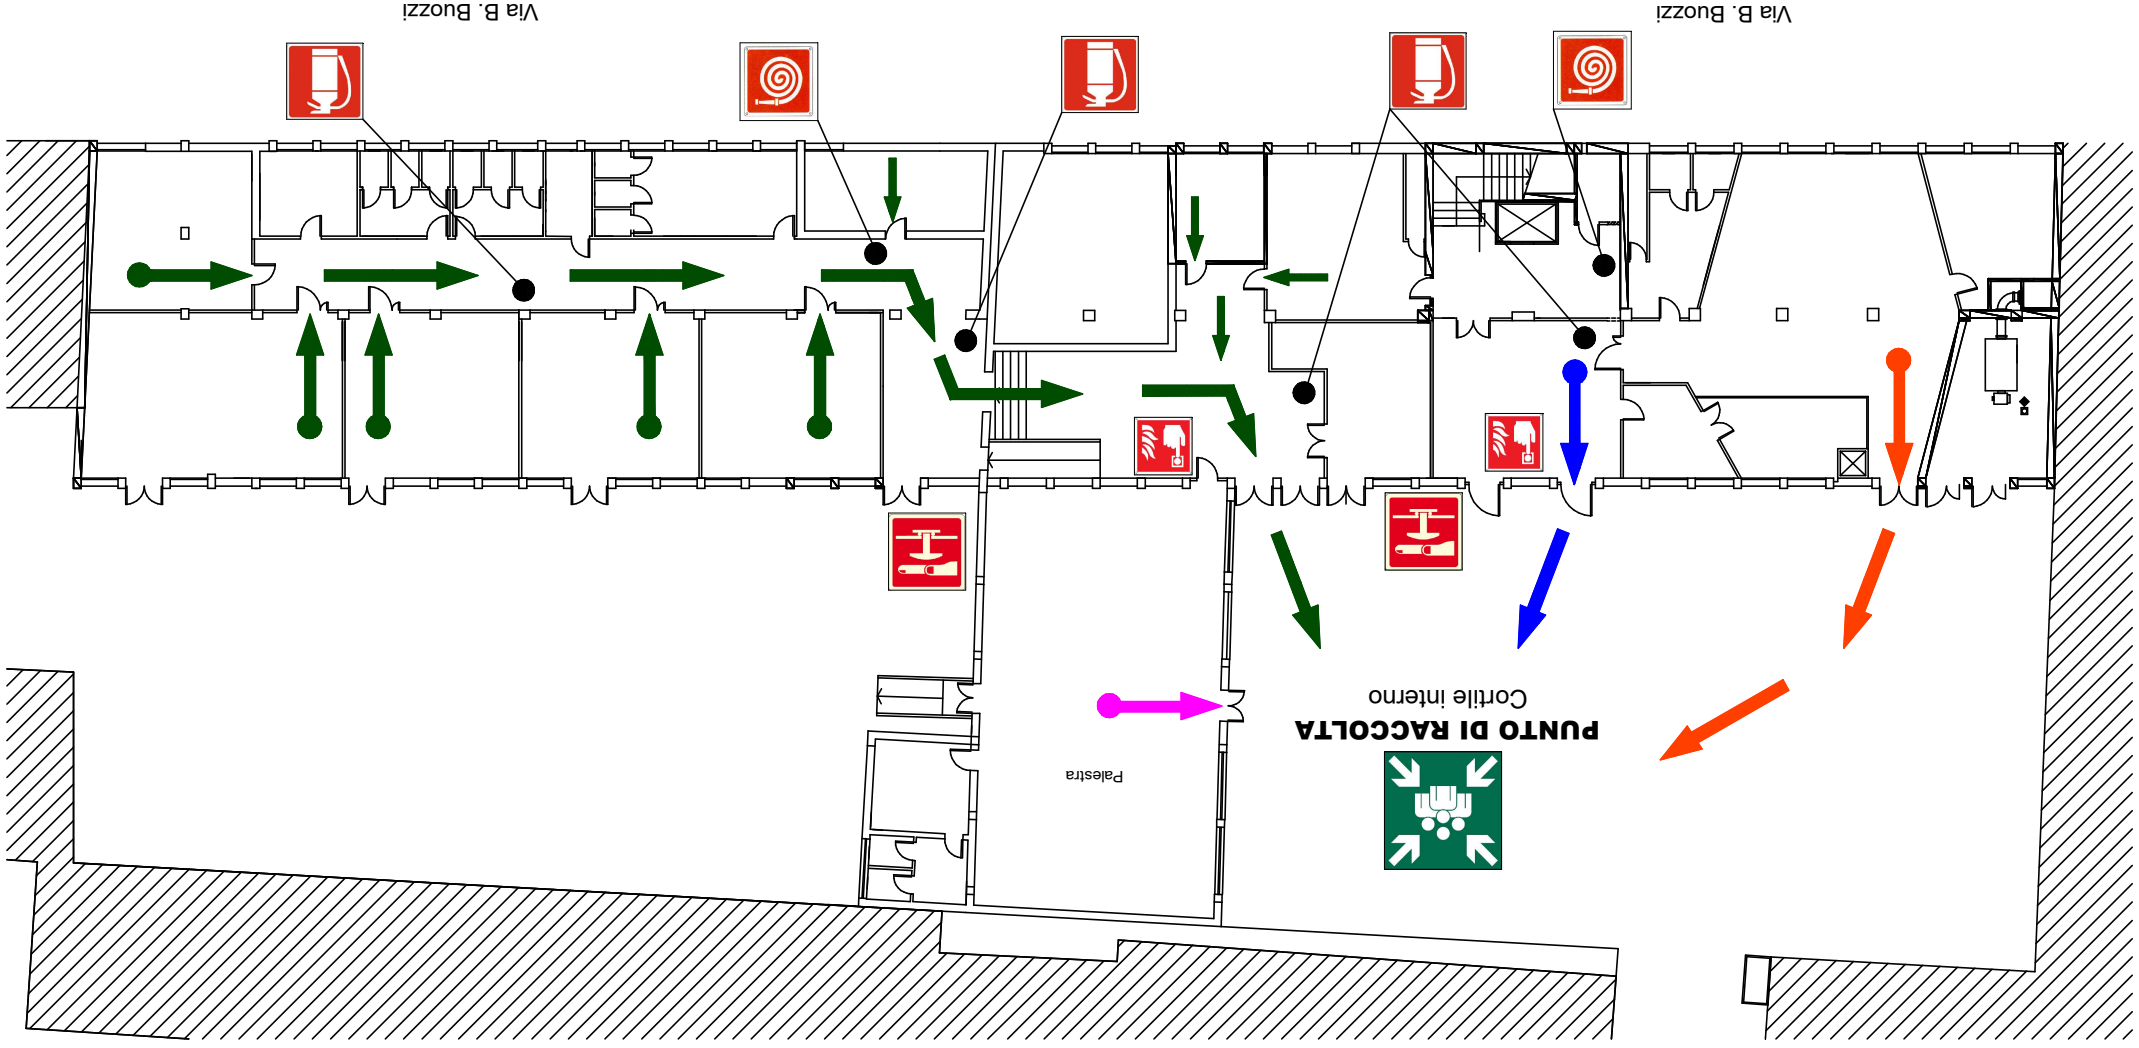 Via B. Buozzi
Via B. Buozzi
PUNTO DI RACCOLTA
Cortile interno
Palestra